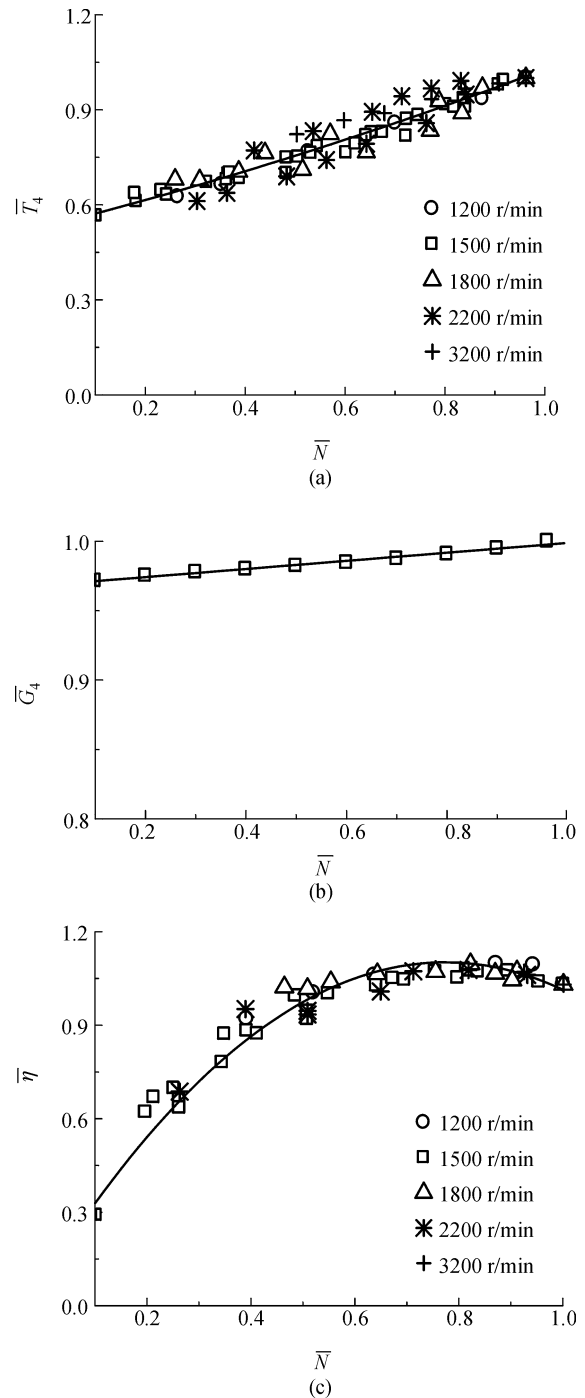 1.2
0.9
0.6
0.3
0.0
T̅₄
1200 r/min
1500 r/min
1800 r/min
2200 r/min
3200 r/min
0.2 0.4 0.6 0.8 1.0
N̅
(a)
1.0
0.9
0.8
G̅₄
0.2 0.4 0.6 0.8 1.0
N̅
(b)
1.2
0.9
0.6
0.3
0.0
η̅
1200 r/min
1500 r/min
1800 r/min
2200 r/min
3200 r/min
0.2 0.4 0.6 0.8 1.0
N̅
(c)